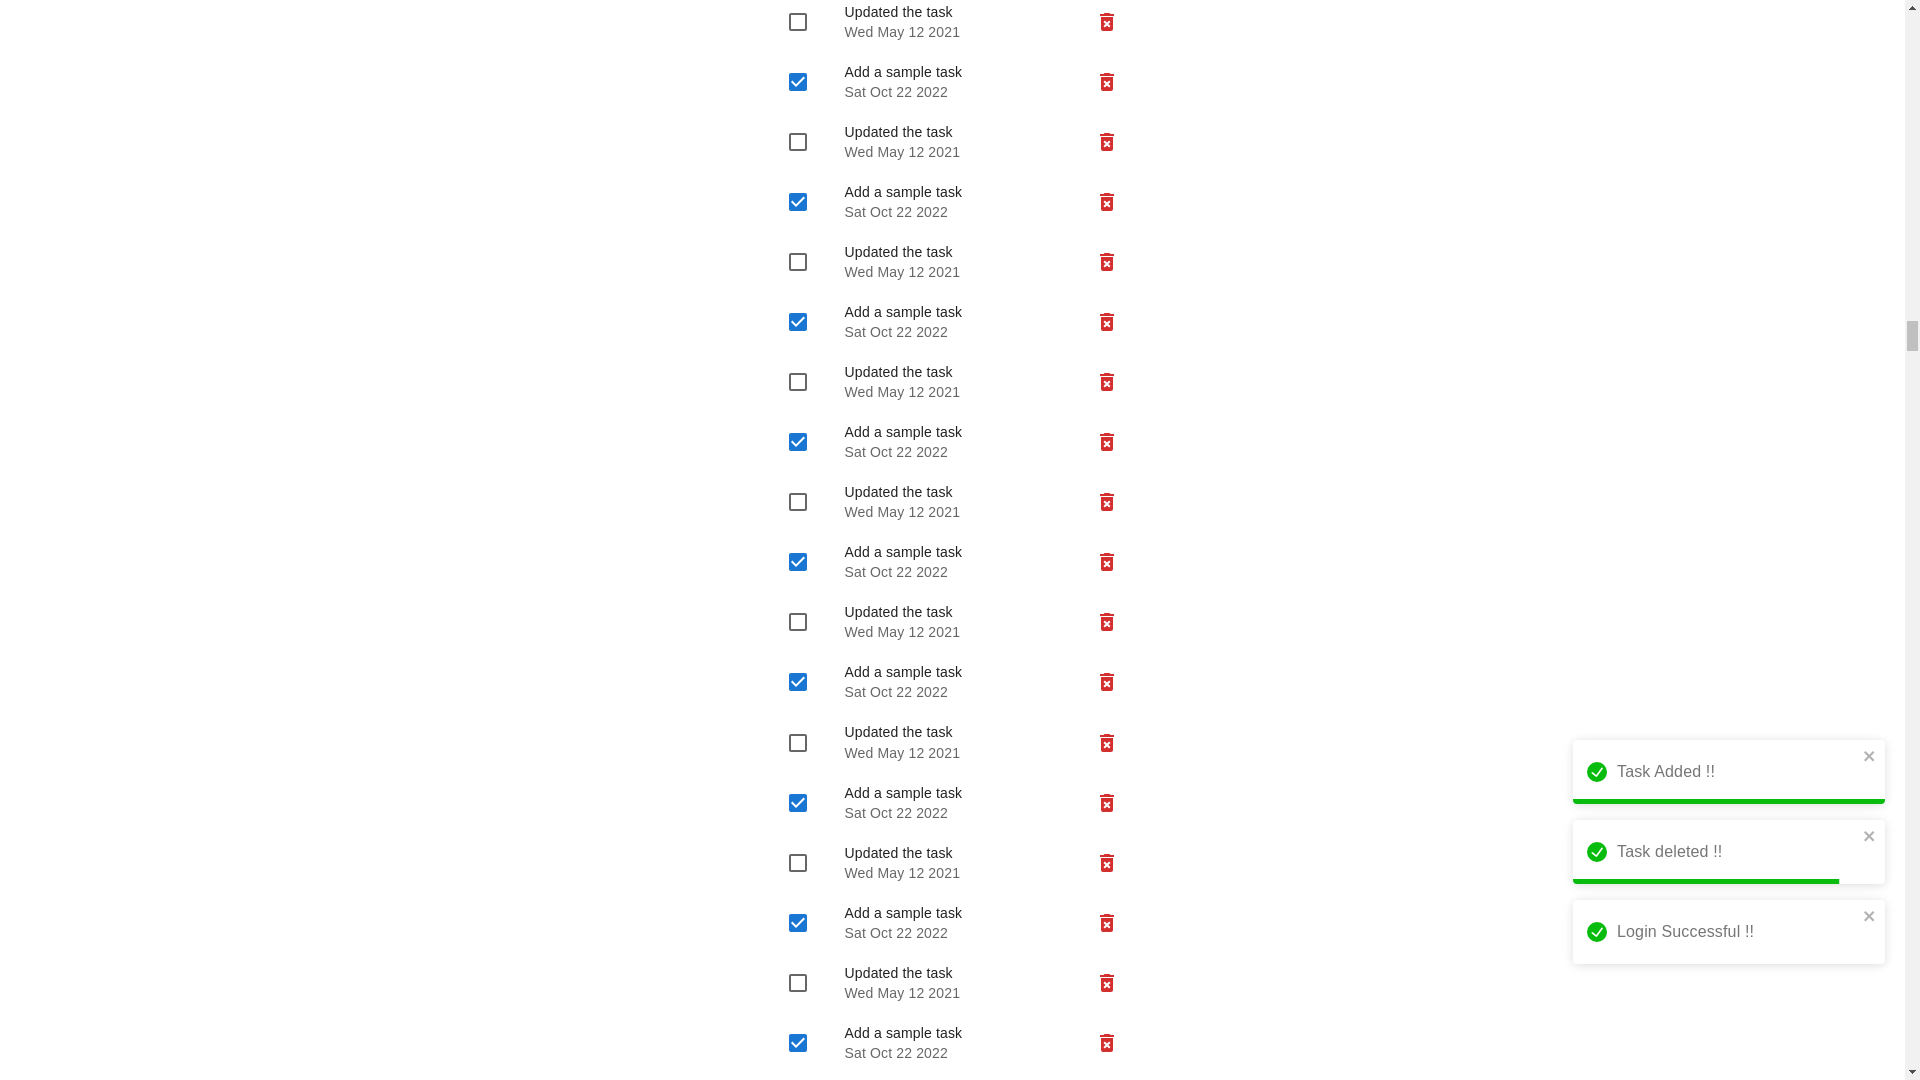 Updated the task
Wed May 12 2021
Add a sample task
Sat Oct 22 2022
Updated the task
Wed May 12 2021
Add a sample task
Sat Oct 22 2022
Updated the task
Wed May 12 2021
Add a sample task
Sat Oct 22 2022
Updated the task
Wed May 12 2021
Add a sample task
Sat Oct 22 2022
Updated the task
Wed May 12 2021
Add a sample task
Sat Oct 22 2022
Updated the task
Wed May 12 2021
Add a sample task
Sat Oct 22 2022
Updated the task
Wed May 12 2021
Add a sample task
Sat Oct 22 2022
Updated the task
Wed May 12 2021
Add a sample task
Sat Oct 22 2022
Updated the task
Wed May 12 2021
Add a sample task
Sat Oct 22 2022
Task Added !!
Task deleted !!
Login Successful !!